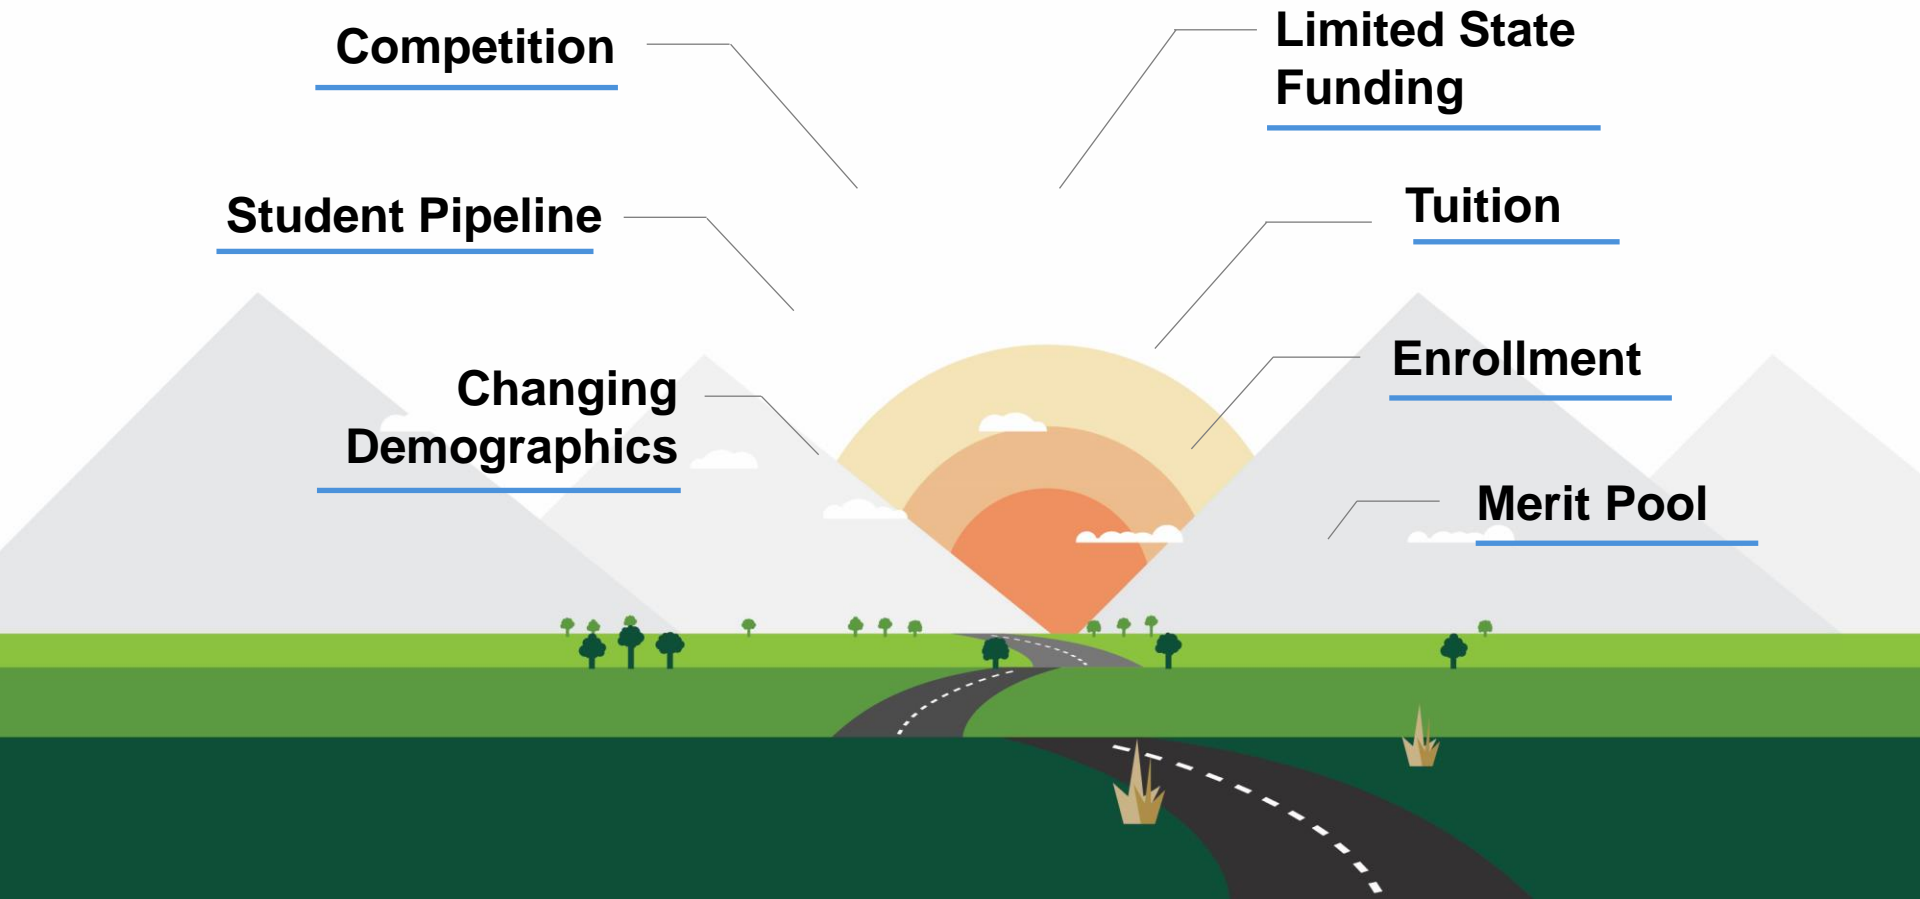 Competition
Student Pipeline
Changing
Demographics
Limited State
Funding
Tuition
Enrollment
Merit Pool